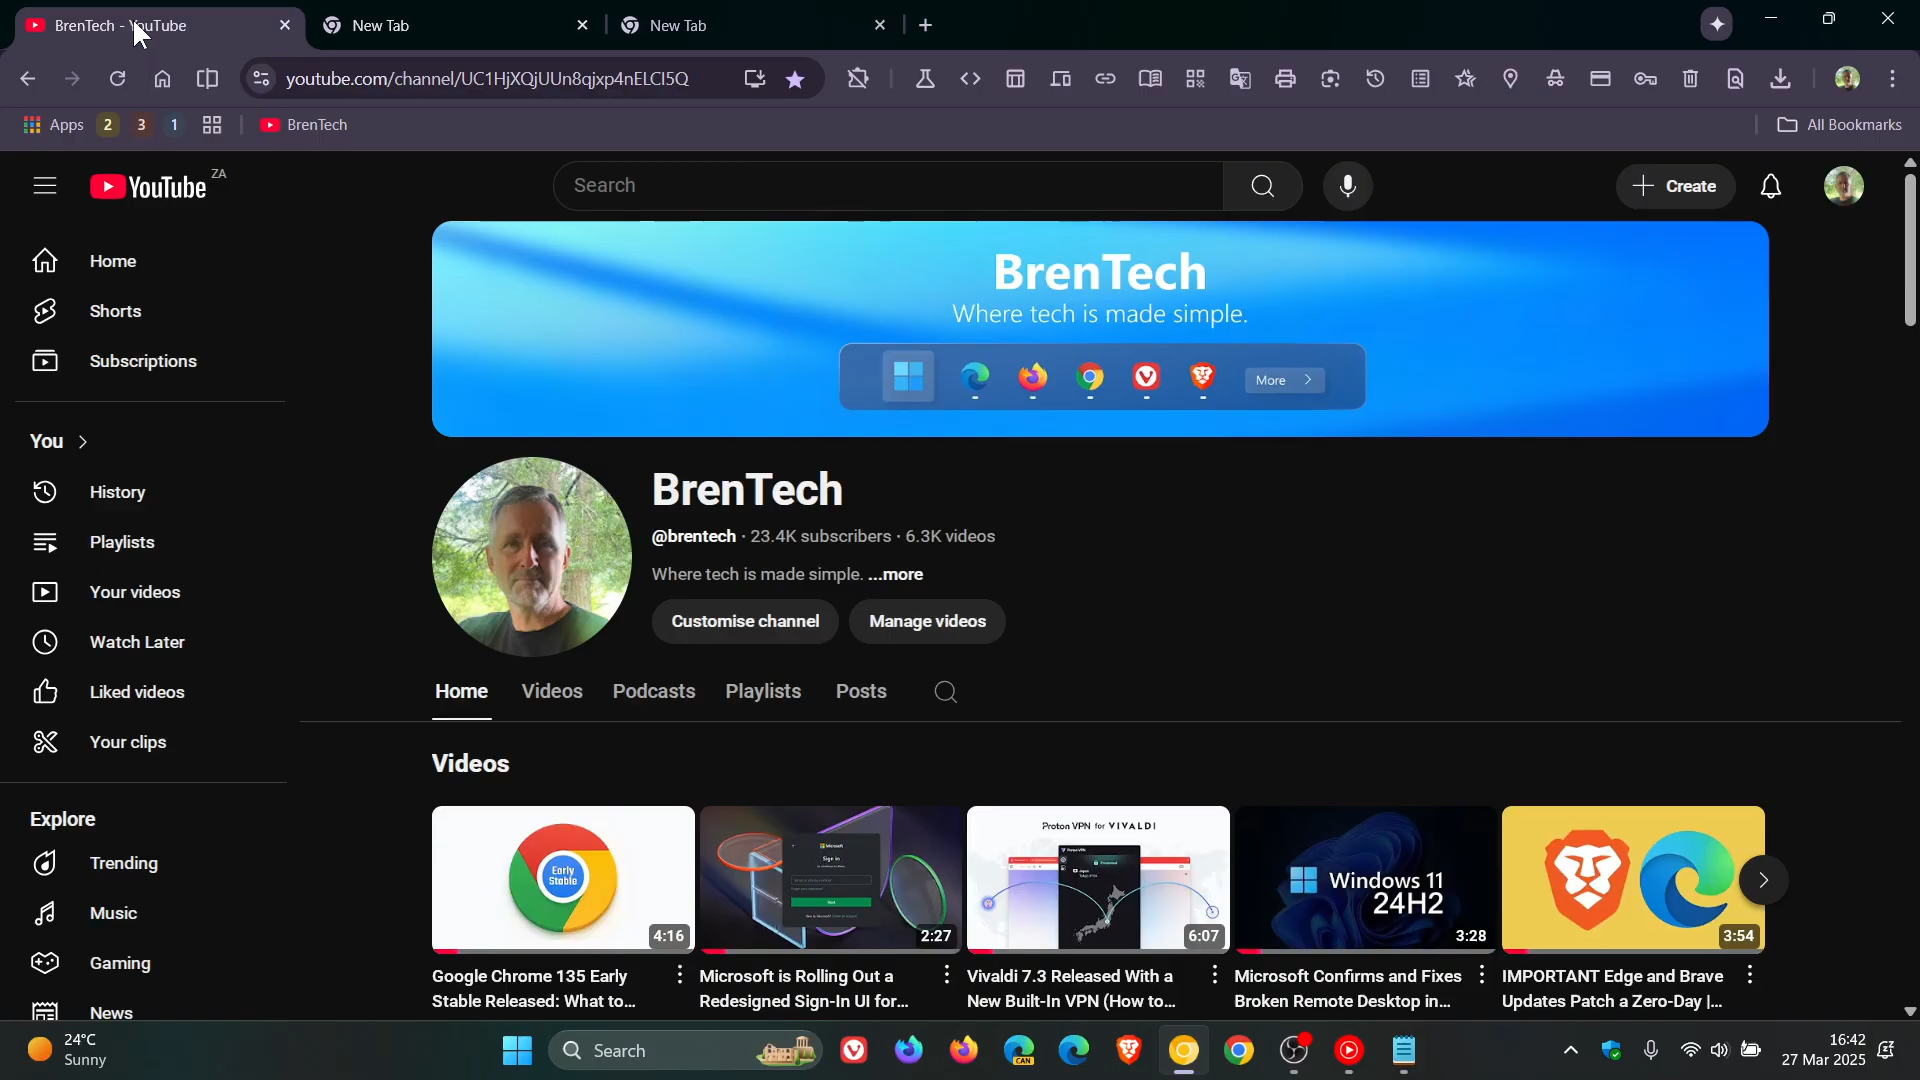 BrenTech - YouTube
New Tab
New Tab
youtube.com/channel/UC1HjXQjUUn8qjxp4nELCI5Q
Apps
2
3
1
BrenTech
All Bookmarks
YouTube ZA
Search
Create
Home
Shorts
Subscriptions
You
History
Playlists
Your videos
Watch Later
Liked videos
Your clips
Explore
Trending
Music
Gaming
News
BrenTech
Where tech is made simple.
More
BrenTech
@brentech · 23.4K subscribers · 6.3K videos
Where tech is made simple. ...more
Customise channel
Manage videos
Home
Videos
Podcasts
Playlists
Posts
Videos
Early
Stable
4:16
Google Chrome 135 Early
Stable Released: What to...
Microsoft
Sign in
2:27
Microsoft is Rolling Out a
Redesigned Sign-In UI for...
Proton VPN for VIVALDI
6:07
Vivaldi 7.3 Released With a
New Built-In VPN (How to...
Windows 11
24H2
3:28
Microsoft Confirms and Fixes
Broken Remote Desktop in...
3:54
IMPORTANT Edge and Brave
Updates Patch a Zero-Day |...
24°C
Sunny
Search
CAN
16:42
27 Mar 2025